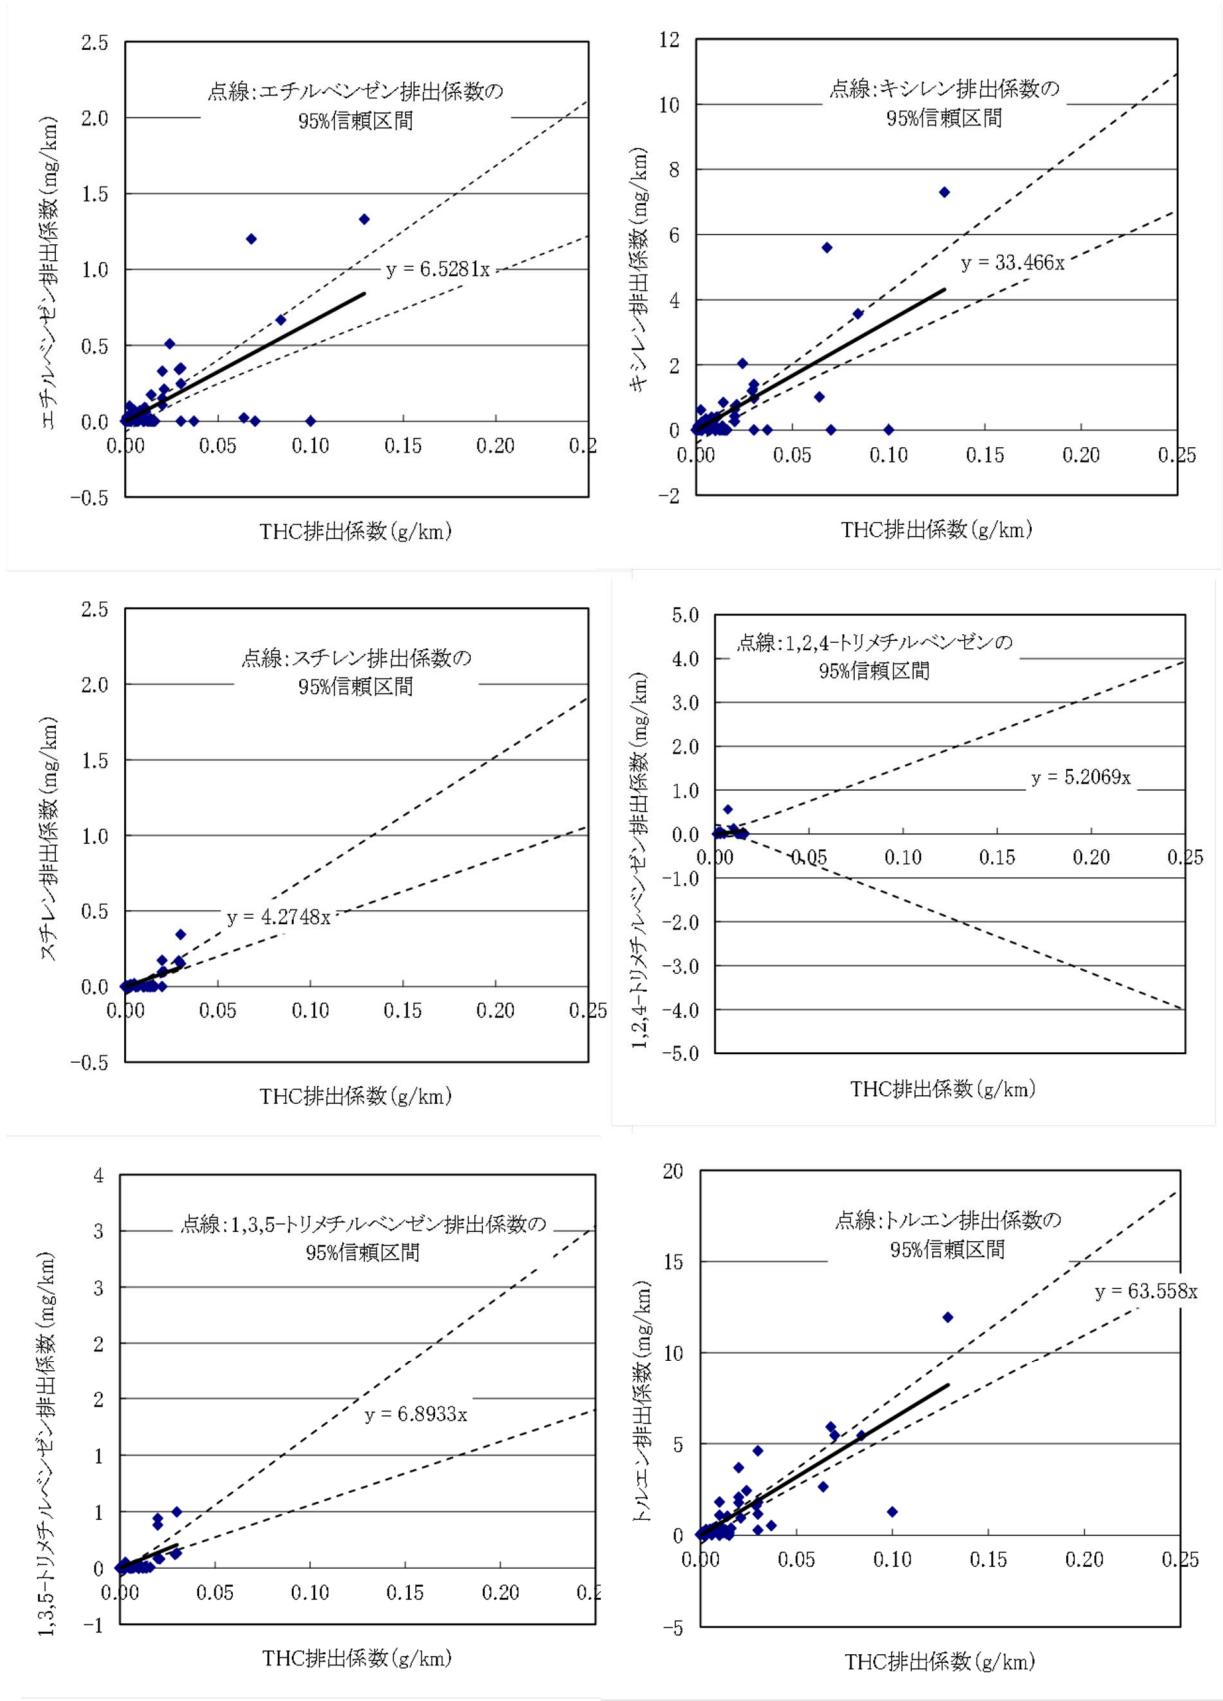 2.5
2.0
1.5
1.0
0.5
0.0
-0.5
点線:エチルベンゼン排出係数の
95%信頼区間
y = 6.5281x
0.00
0.05
0.10
0.15
0.20
0.2
エチルベンゼン排出係数(mg/km)
THC排出係数(g/km)
12
10
8
6
4
2
0
-2
点線:キシレン排出係数の
95%信頼区間
y = 33.466x
0.00
0.05
0.10
0.15
0.20
0.25
キシレン排出係数(mg/km)
THC排出係数(g/km)
2.5
2.0
1.5
1.0
0.5
0.0
-0.5
点線:スチレン排出係数の
95%信頼区間
y = 4.2748x
0.00
0.05
0.10
0.15
0.20
0.25
スチレン排出係数(mg/km)
THC排出係数(g/km)
5.0
4.0
3.0
2.0
1.0
0.0
-1.0
-2.0
-3.0
-4.0
-5.0
点線:1,2,4-トリメチルベンゼンの
95%信頼区間
y = 5.2069x
0.00
0.05
0.10
0.15
0.20
0.25
1,2,4-トリメチルベンゼン排出係数(mg/km)
THC排出係数(g/km)
4
3
3
2
2
1
1
0
-1
点線:1,3,5-トリメチルベンゼン排出係数の
95%信頼区間
y = 6.8933x
0.00
0.05
0.10
0.15
0.20
0.2
1,3,5-トリメチルベンゼン排出係数(mg/km)
THC排出係数(g/km)
20
15
10
5
0
-5
点線:トルエン排出係数の
95%信頼区間
y = 63.558x
0.00
0.05
0.10
0.15
0.20
0.25
トルエン排出係数(mg/km)
THC排出係数(g/km)